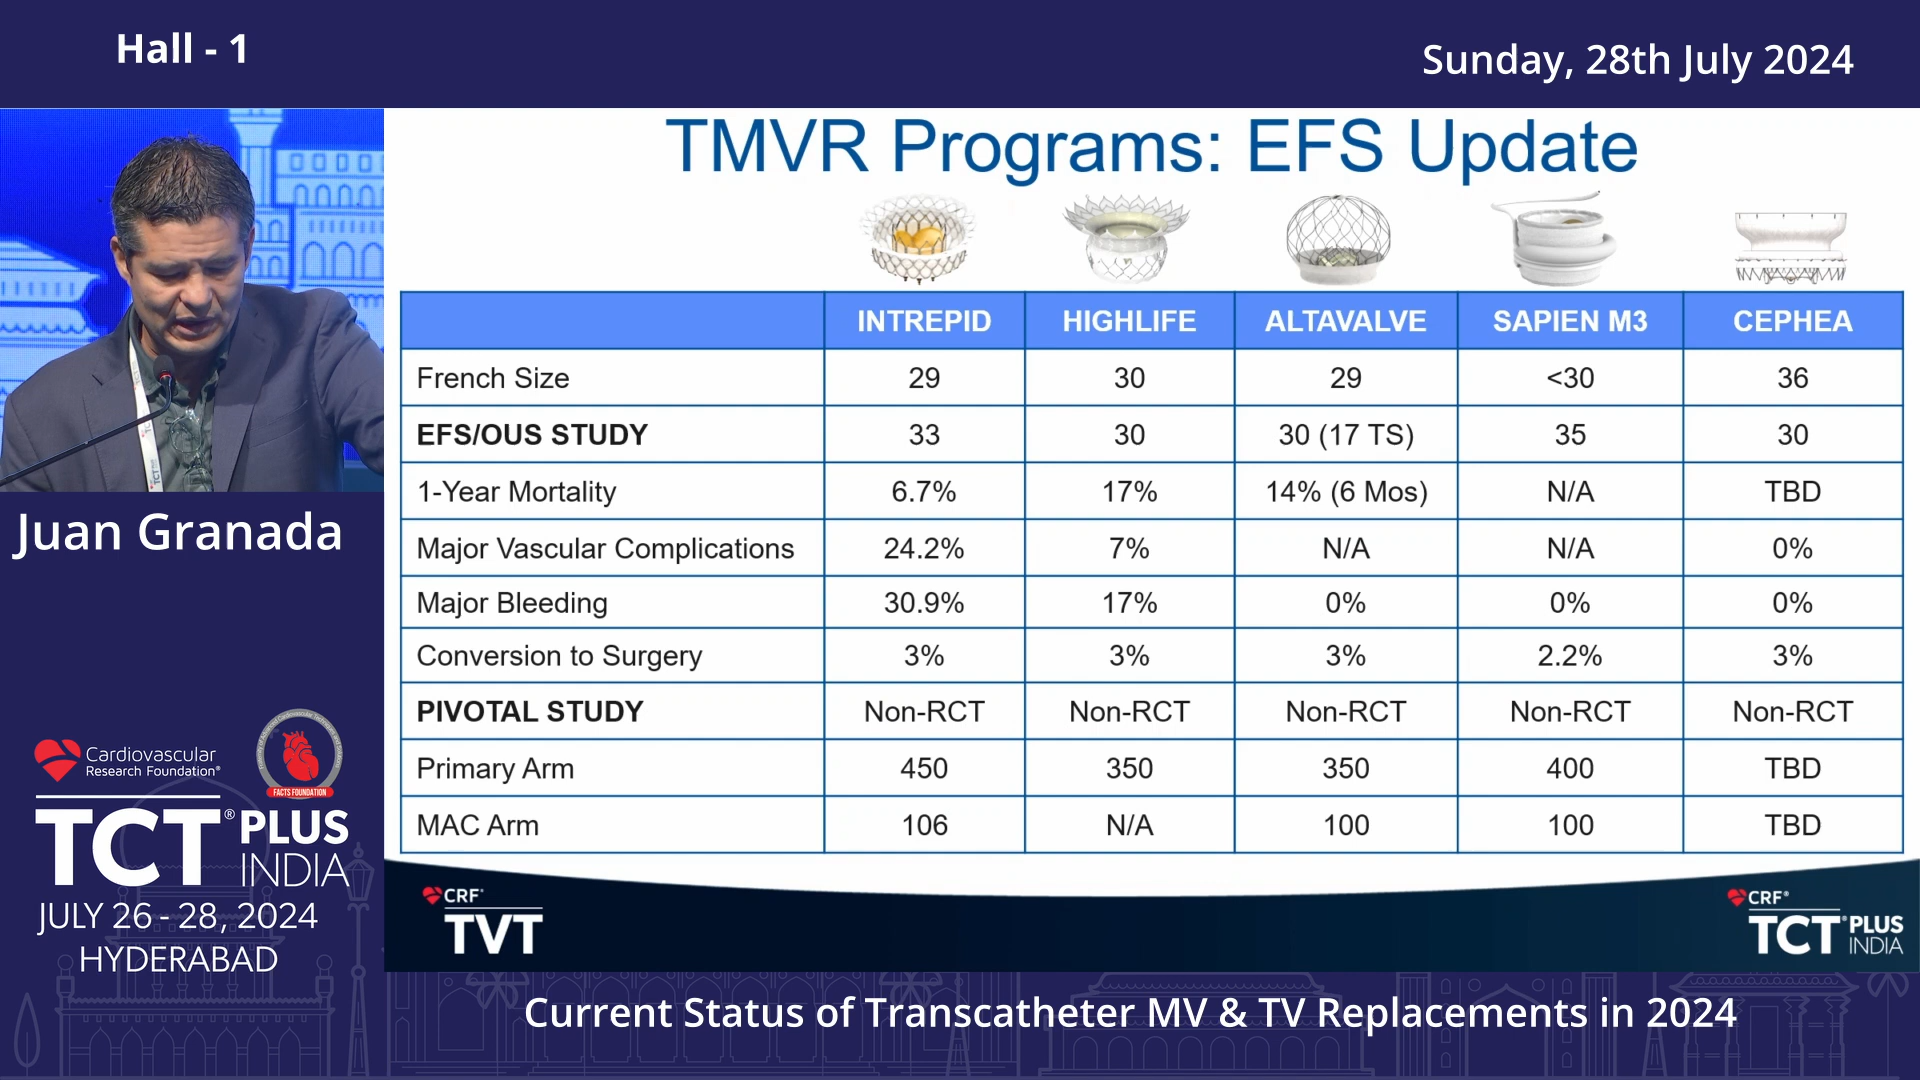 Hall - 1
Sunday, 28th July 2024
TMVR Programs: EFS Update
INTREPID HIGHLIFE ALTAVALVE SAPIEN M3 CEPHEA
French Size 29 30 29 <30 36
EFS/OUS STUDY 33 30 30 (17 TS) 35 30
1-Year Mortality 6.7% 17% 14% (6 Mos) N/A TBD
Major Vascular Complications 24.2% 7% N/A N/A 0%
Major Bleeding 30.9% 17% 0% 0% 0%
Conversion to Surgery 3% 3% 3% 2.2% 3%
PIVOTAL STUDY Non-RCT Non-RCT Non-RCT Non-RCT Non-RCT
Primary Arm 450 350 350 400 TBD
MAC Arm 106 N/A 100 100 TBD
Juan Granada
Cardiovascular
Research Foundation®
FACTS FOUNDATION
TCT® PLUS
INDIA
JULY 26 - 28, 2024
HYDERABAD
CRF®
TVT
CRF®
TCT® PLUS
INDIA
Current Status of Transcatheter MV & TV Replacements in 2024